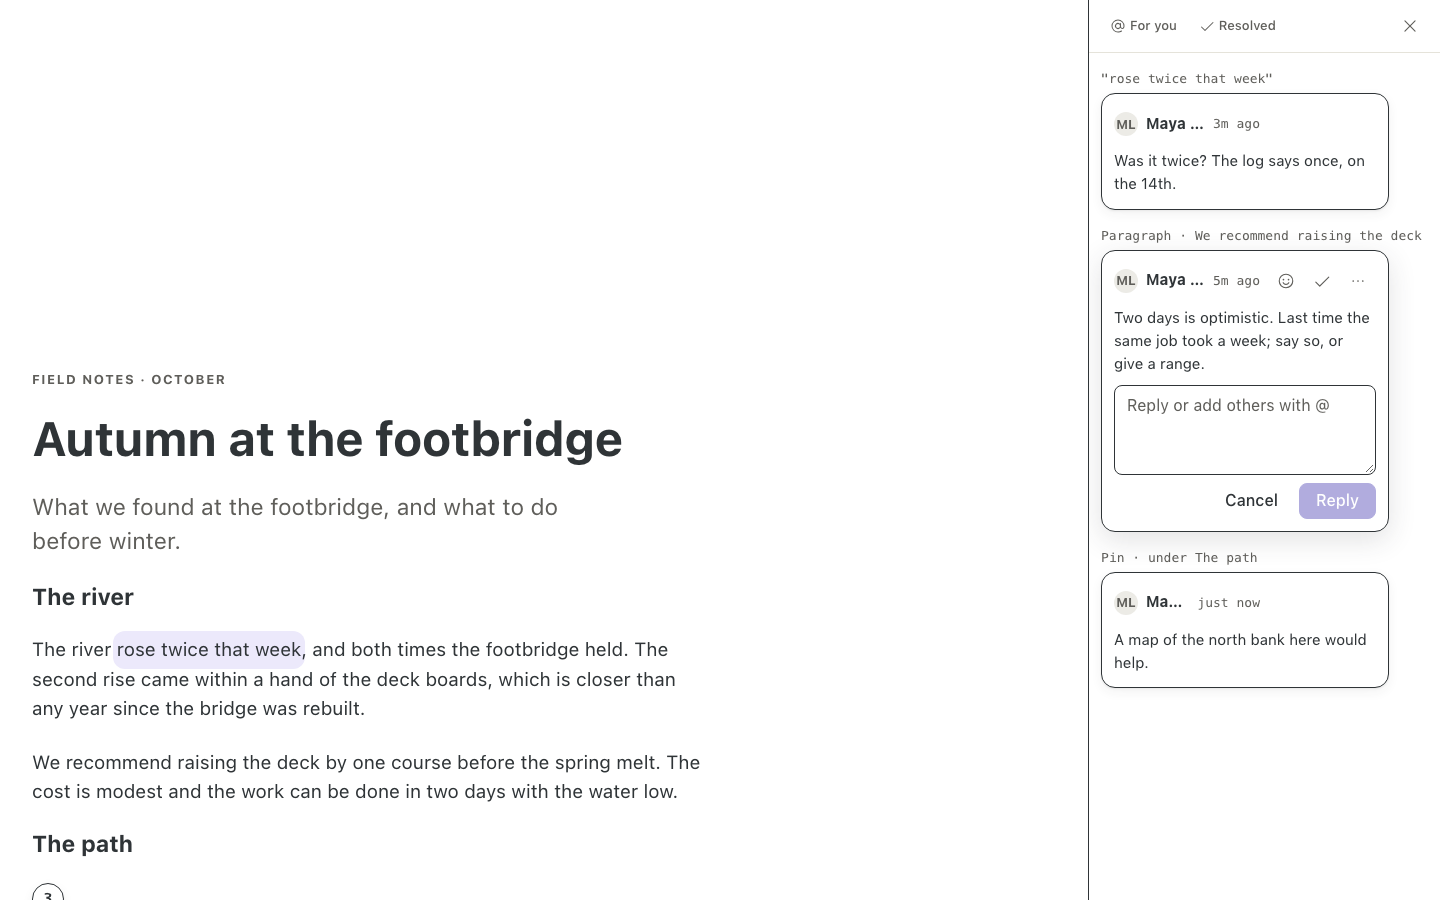 FIELD NOTES · OCTOBER
Autumn at the footbridge
What we found at the footbridge, and what to do
before winter.
The river
The river rose twice that week, and both times the footbridge held. The
second rise came within a hand of the deck boards, which is closer than
any year since the bridge was rebuilt.
We recommend raising the deck by one course before the spring melt. The
cost is modest and the work can be done in two days with the water low.
The path
3
@ For you
Resolved
"rose twice that week"
ML Maya ... 3m ago
Was it twice? The log says once, on
the 14th.
Paragraph · We recommend raising the deck
ML Maya ... 5m ago
Two days is optimistic. Last time the
same job took a week; say so, or
give a range.
Reply or add others with @
Cancel
Reply
Pin · under The path
ML Ma... just now
A map of the north bank here would
help.